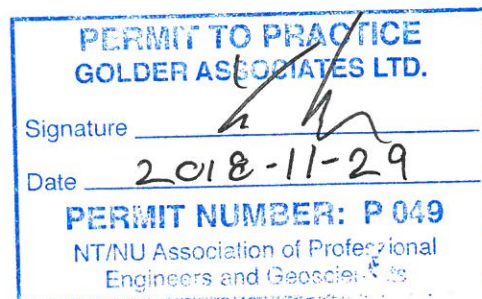 PERMIT TO PRACTICE
GOLDER ASSOCIATES LTD.
Signature
Date 2018-11-29
PERMIT NUMBER: P 049
NT/NU Association of Professional
Engineers and Geoscientists